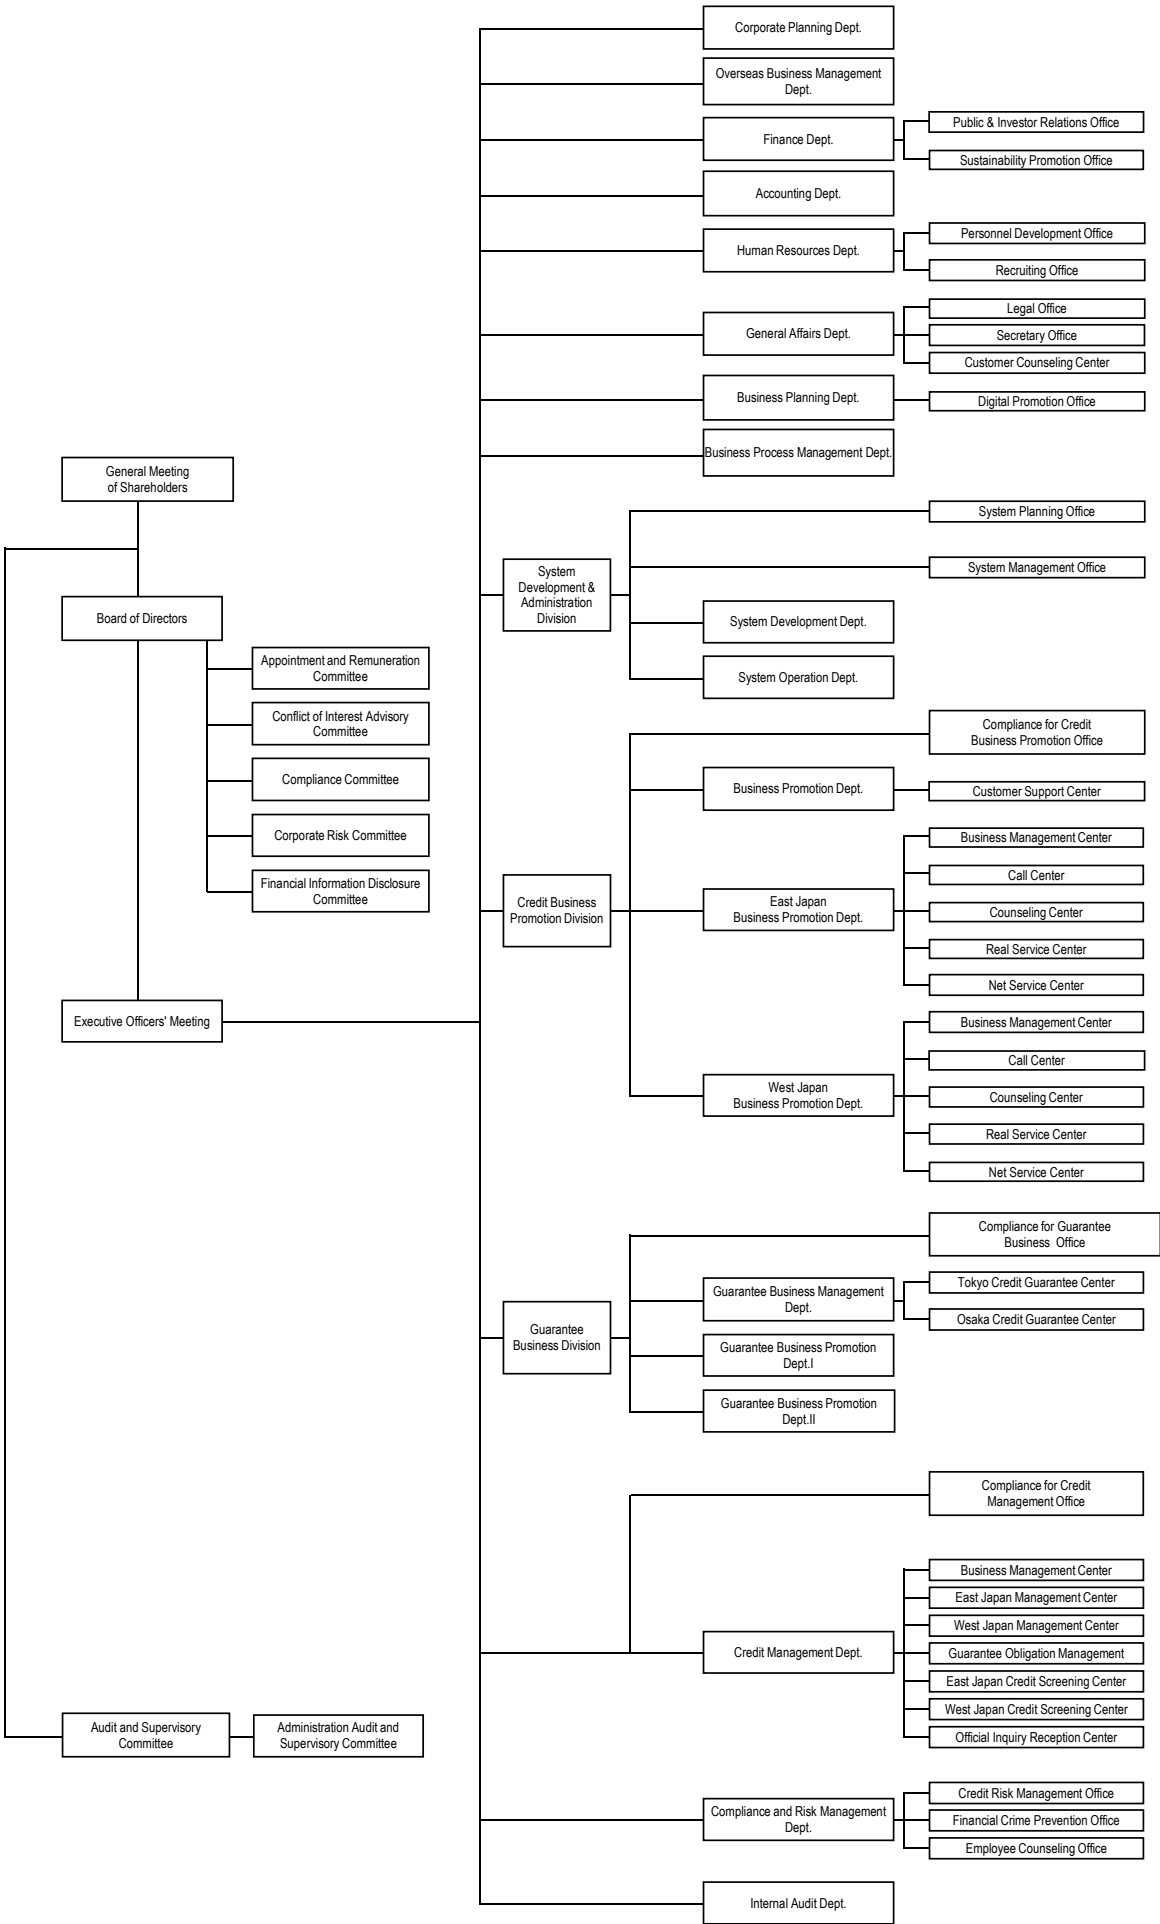 Corporate Planning Dept.
Overseas Business Management
Dept.
Finance Dept.
Public & Investor Relations Office
Sustainability Promotion Office
Accounting Dept.
Human Resources Dept.
Personnel Development Office
Recruiting Office
General Affairs Dept.
Legal Office
Secretary Office
Customer Counseling Center
Business Planning Dept.
Digital Promotion Office
Business Process Management Dept.
General Meeting
of Shareholders
Board of Directors
Appointment and Remuneration
Committee
Conflict of Interest Advisory
Committee
Compliance Committee
Corporate Risk Committee
Financial Information Disclosure
Committee
Executive Officers' Meeting
System
Development &
Administration
Division
System Planning Office
System Management Office
System Development Dept.
System Operation Dept.
Credit Business
Promotion Division
Compliance for Credit
Business Promotion Office
Business Promotion Dept.
Customer Support Center
East Japan
Business Promotion Dept.
Business Management Center
Call Center
Counseling Center
Real Service Center
Net Service Center
West Japan
Business Promotion Dept.
Business Management Center
Call Center
Counseling Center
Real Service Center
Net Service Center
Guarantee
Business Division
Compliance for Guarantee
Business Office
Guarantee Business Management
Dept.
Tokyo Credit Guarantee Center
Osaka Credit Guarantee Center
Guarantee Business Promotion
Dept.I
Guarantee Business Promotion
Dept.II
Compliance for Credit
Management Office
Credit Management Dept.
Business Management Center
East Japan Management Center
West Japan Management Center
Guarantee Obligation Management
East Japan Credit Screening Center
West Japan Credit Screening Center
Official Inquiry Reception Center
Audit and Supervisory
Committee
Administration Audit and
Supervisory Committee
Compliance and Risk Management
Dept.
Credit Risk Management Office
Financial Crime Prevention Office
Employee Counseling Office
Internal Audit Dept.